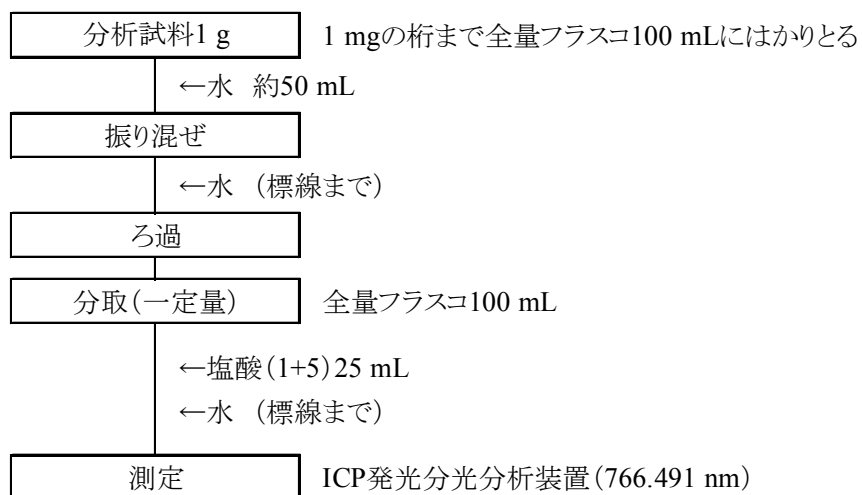 分析試料1 g 1 mgの桁まで全量フラスコ100 mLにはかりとる
←水 約50 mL
振り混ぜ
←水 (標線まで)
ろ過
分取(一定量) 全量フラスコ100 mL
←塩酸(1+5)25 mL
←水 (標線まで)
測定 ICP発光分光分析装置(766.491 nm)